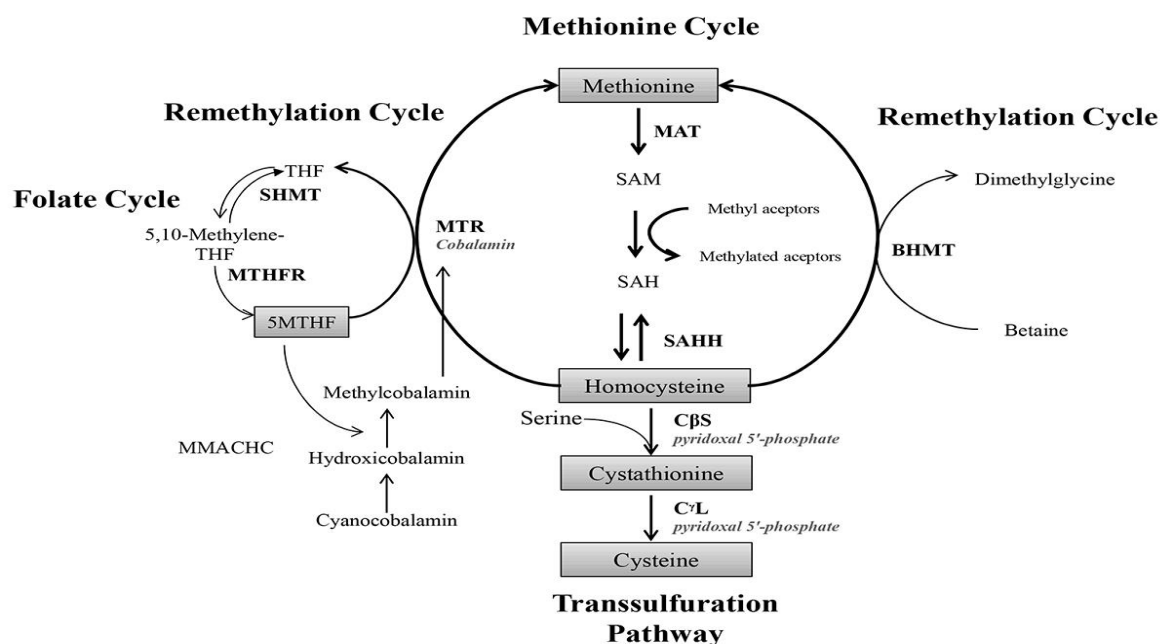 Methionine Cycle
Methionine
Remethylation Cycle
Remethylation Cycle
MAT
THF
SHMT
SAM
Dimethylglycine
Folate Cycle
Methyl aceptors
5,10-Methylene-
THF
MTR
Cobalamin
Methylated aceptors
BHMT
MTHFR
SAH
5MTHF
SAHH
Betaine
Homocysteine
Methylcobalamin
Serine
CβS
pyridoxal 5'-phosphate
MMACHC
Hydroxicobalamin
Cystathionine
Cyanocobalamin
CγL
pyridoxal 5'-phosphate
Cysteine
Transsulfuration
Pathway